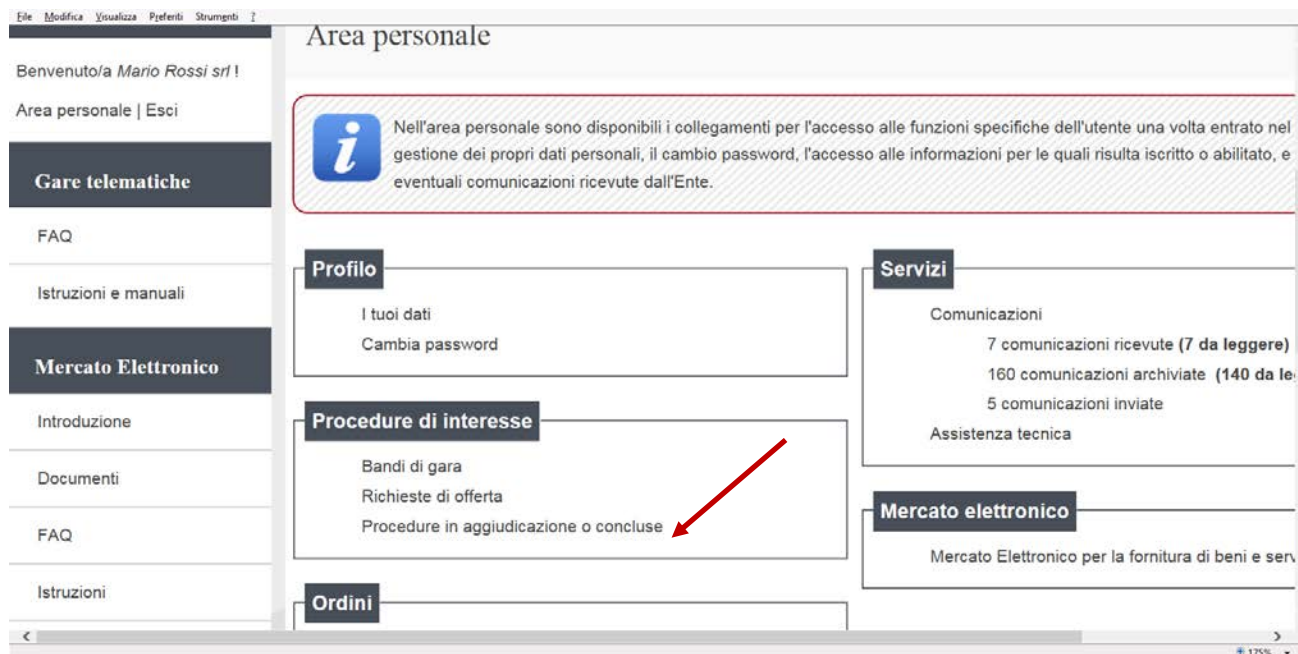 File Modifica Visualizza Preferiti Strumenti ?
Benvenuto/a Mario Rossi srl !
Area personale | Esci
Gare telematiche
FAQ
Istruzioni e manuali
Mercato Elettronico
Introduzione
Documenti
FAQ
Istruzioni
Area personale
Nell'area personale sono disponibili i collegamenti per l'accesso alle funzioni specifiche dell'utente una volta entrato nel
gestione dei propri dati personali, il cambio password, l'accesso alle informazioni per le quali risulta iscritto o abilitato, e
eventuali comunicazioni ricevute dall'Ente.
Profilo
I tuoi dati
Cambia password
Procedure di interesse
Bandi di gara
Richieste di offerta
Procedure in aggiudicazione o concluse
Ordini
Servizi
Comunicazioni
7 comunicazioni ricevute (7 da leggere)
160 comunicazioni archiviate (140 da le
5 comunicazioni inviate
Assistenza tecnica
Mercato elettronico
Mercato Elettronico per la fornitura di beni e serv
175%